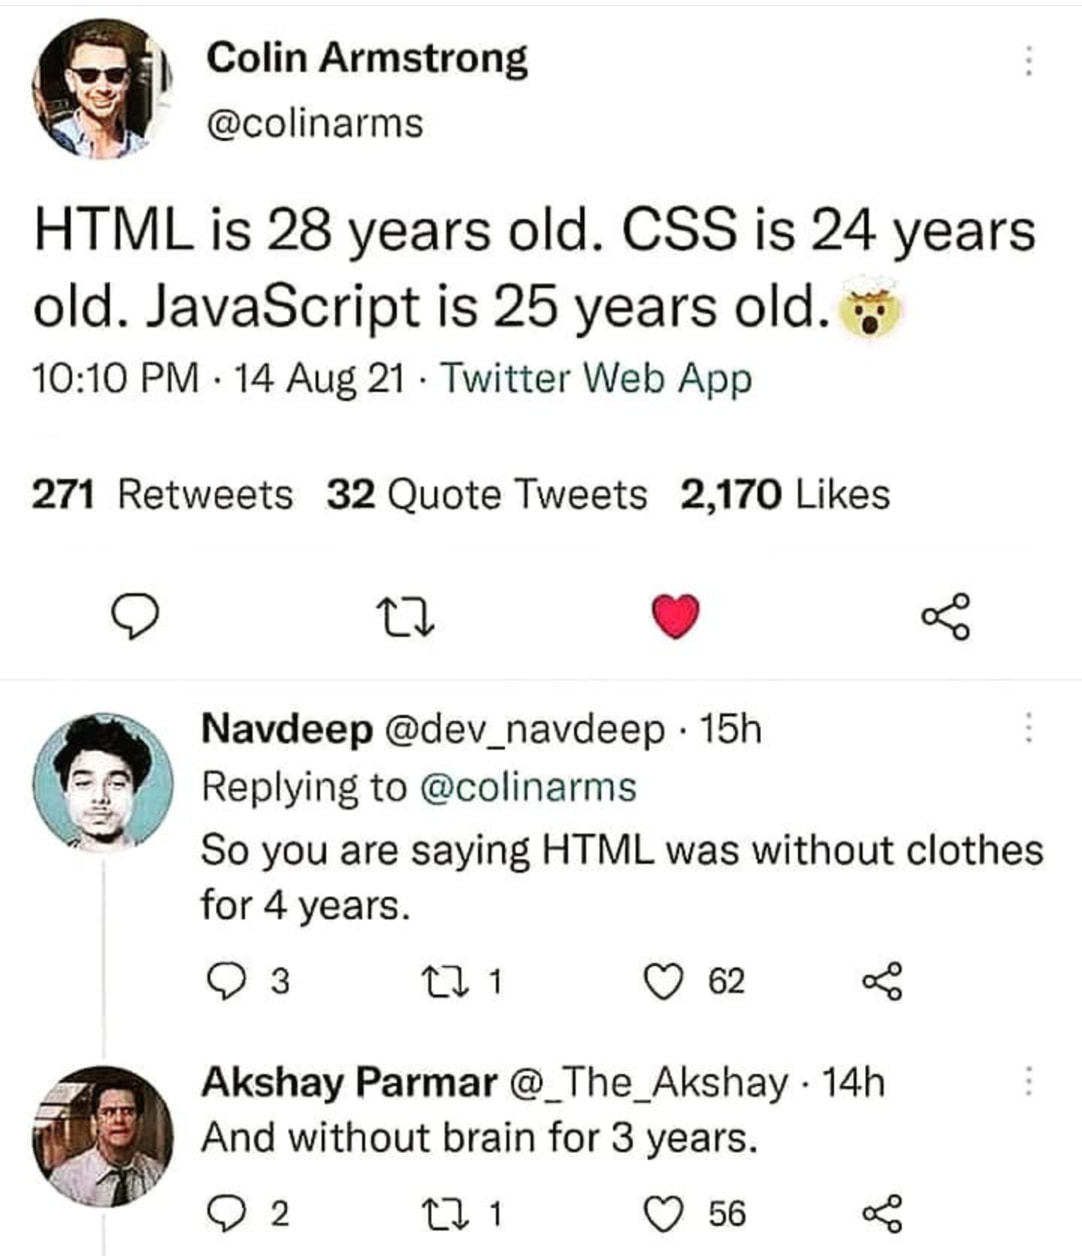 Colin Armstrong
@colinarms
HTML is 28 years old. CSS is 24 years
old. JavaScript is 25 years old.🤯
10:10 PM · 14 Aug 21 · Twitter Web App
271 Retweets 32 Quote Tweets 2,170 Likes
Navdeep @dev_navdeep · 15h
Replying to @colinarms
So you are saying HTML was without clothes
for 4 years.
3 1 62
Akshay Parmar @_The_Akshay · 14h
And without brain for 3 years.
2 1 56